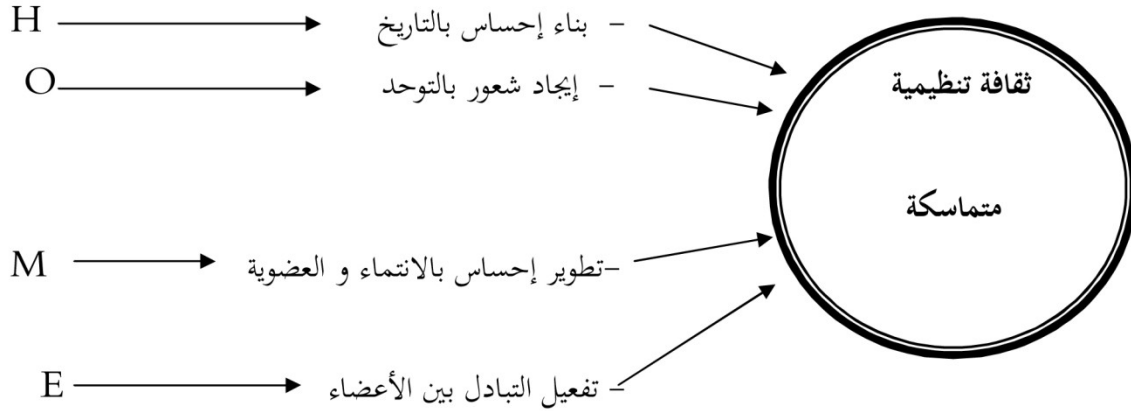 H
– بناء إحساس بالتاريخ
O
– إيجاد شعور بالتوحد
M
–تطوير إحساس بالانتماء و العضوية
E
– تفعيل التبادل بين الأعضاء
ثقافة تنظيمية
متماسكة